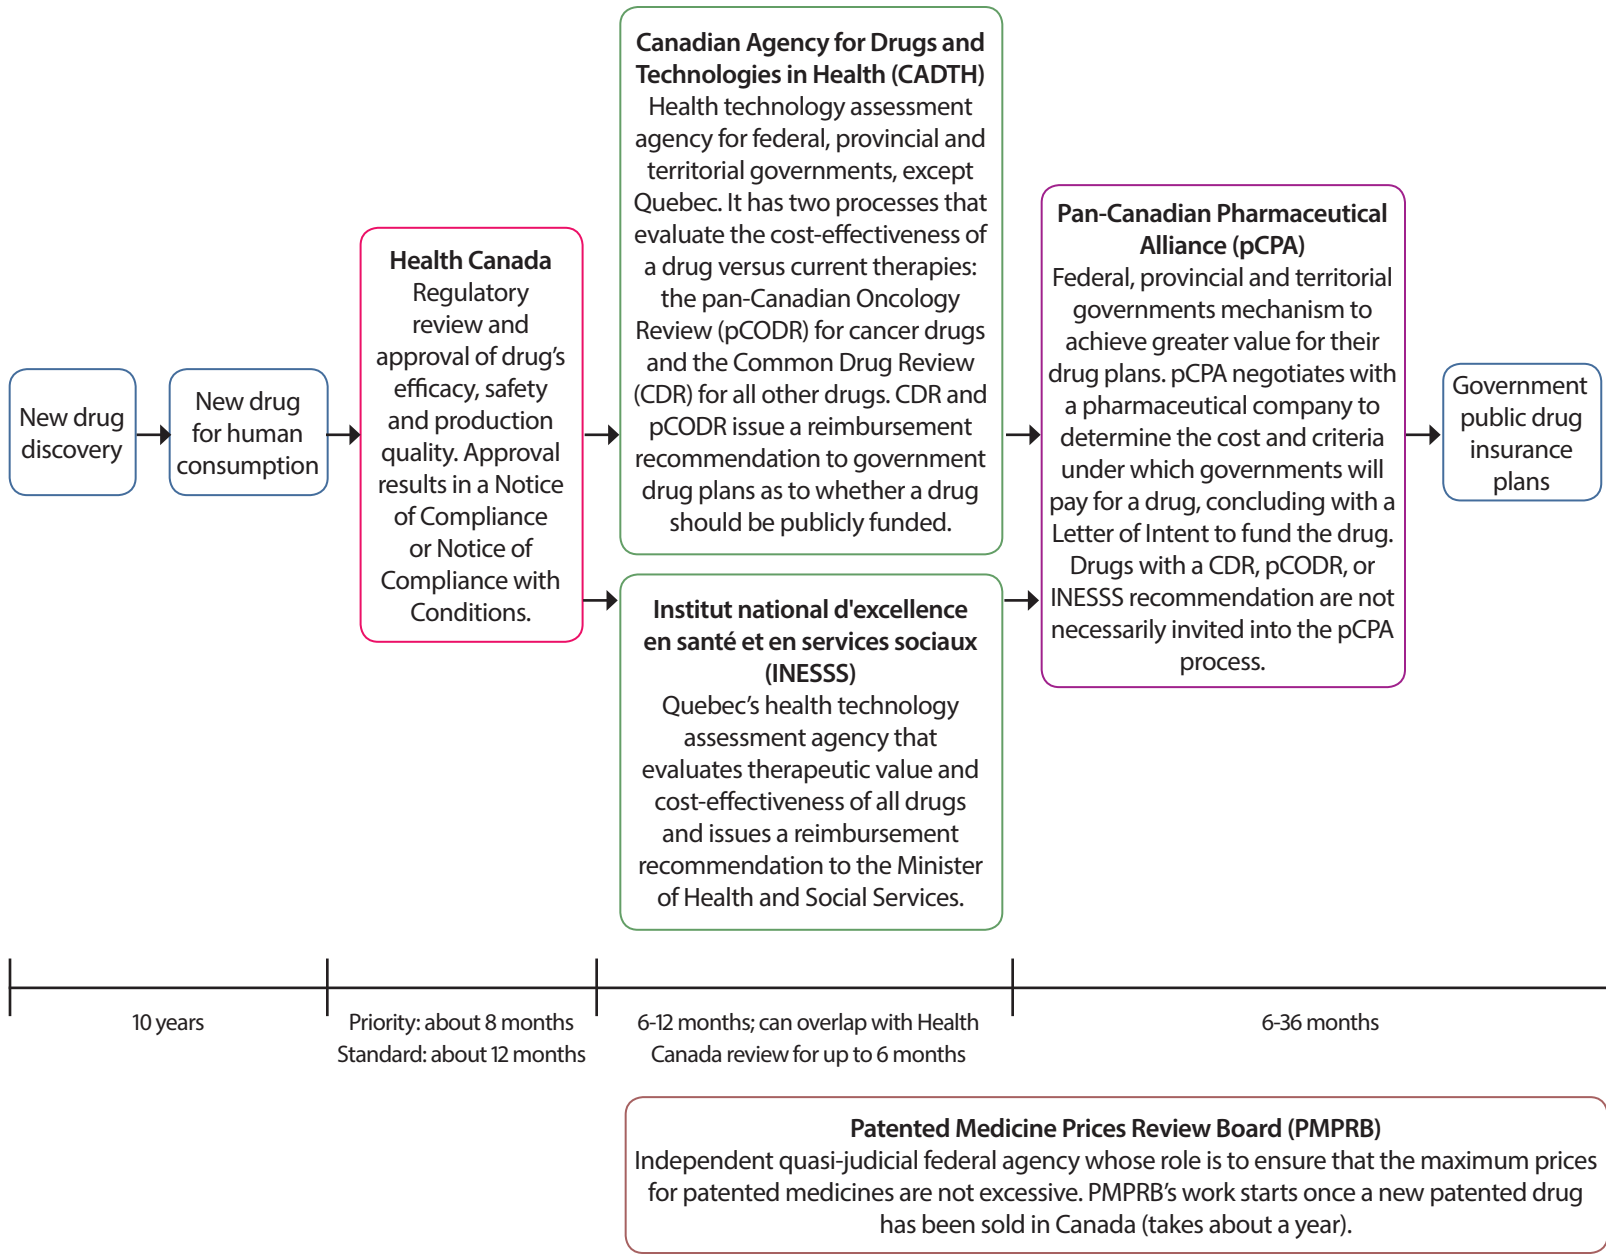 New drug
discovery
New drug
for human
consumption
Health Canada
Regulatory
review and
approval of drug’s
efficacy, safety
and production
quality. Approval
results in a Notice
of Compliance
or Notice of
Compliance with
Conditions.
Canadian Agency for Drugs and
Technologies in Health (CADTH)
Health technology assessment
agency for federal, provincial and
territorial governments, except
Quebec. It has two processes that
evaluate the cost-effectiveness of
a drug versus current therapies:
the pan-Canadian Oncology
Review (pCODR) for cancer drugs
and the Common Drug Review
(CDR) for all other drugs. CDR and
pCODR issue a reimbursement
recommendation to government
drug plans as to whether a drug
should be publicly funded.
Institut national d'excellence
en santé et en services sociaux
(INESSS)
Quebec’s health technology
assessment agency that
evaluates therapeutic value and
cost-effectiveness of all drugs
and issues a reimbursement
recommendation to the Minister
of Health and Social Services.
Pan-Canadian Pharmaceutical
Alliance (pCPA)
Federal, provincial and territorial
governments mechanism to
achieve greater value for their
drug plans. pCPA negotiates with
a pharmaceutical company to
determine the cost and criteria
under which governments will
pay for a drug, concluding with a
Letter of Intent to fund the drug.
Drugs with a CDR, pCODR, or
INESSS recommendation are not
necessarily invited into the pCPA
process.
Government
public drug
insurance
plans
10 years
Priority: about 8 months
Standard: about 12 months
6-12 months; can overlap with Health
Canada review for up to 6 months
6-36 months
Patented Medicine Prices Review Board (PMPRB)
Independent quasi-judicial federal agency whose role is to ensure that the maximum prices
for patented medicines are not excessive. PMPRB’s work starts once a new patented drug
has been sold in Canada (takes about a year).